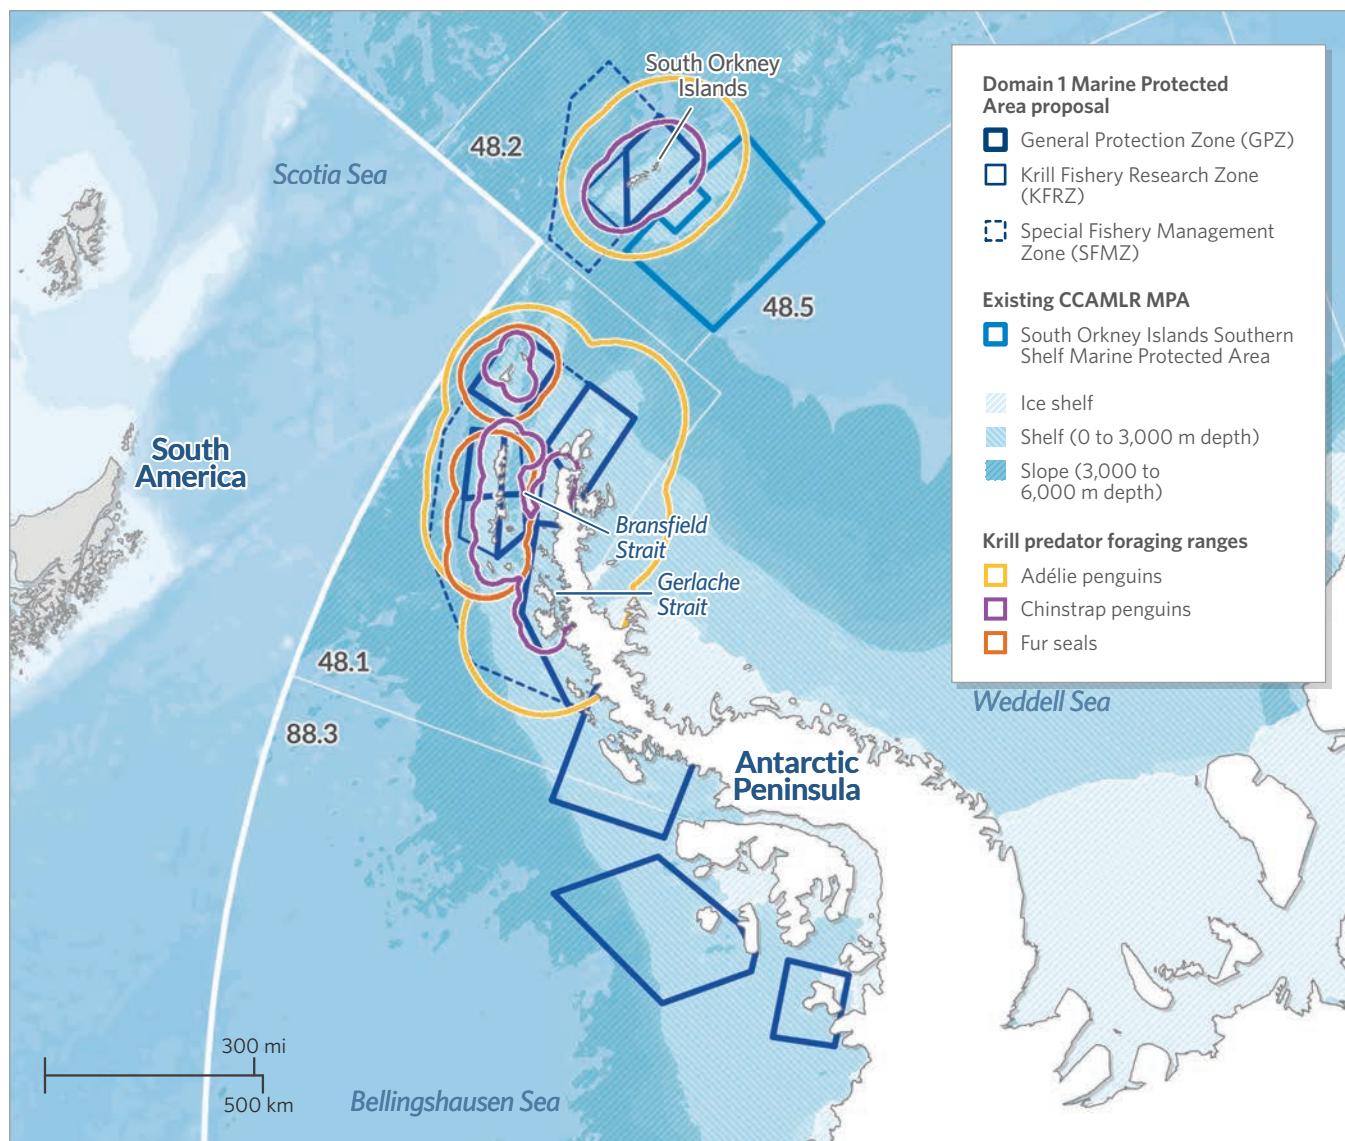 South Orkney
Islands
48.2
Scotia Sea
48.5
South
America
Bransfield
Strait
Gerlache
Strait
48.1
88.3
Weddell Sea
Antarctic
Peninsula
300 mi
500 km
Bellingshausen Sea
Domain 1 Marine Protected
Area proposal
General Protection Zone (GPZ)
Krill Fishery Research Zone
(KFRZ)
Special Fishery Management
Zone (SFMZ)
Existing CCAMLR MPA
South Orkney Islands Southern
Shelf Marine Protected Area
Ice shelf
Shelf (0 to 3,000 m depth)
Slope (3,000 to
6,000 m depth)
Krill predator foraging ranges
Adélie penguins
Chinstrap penguins
Fur seals